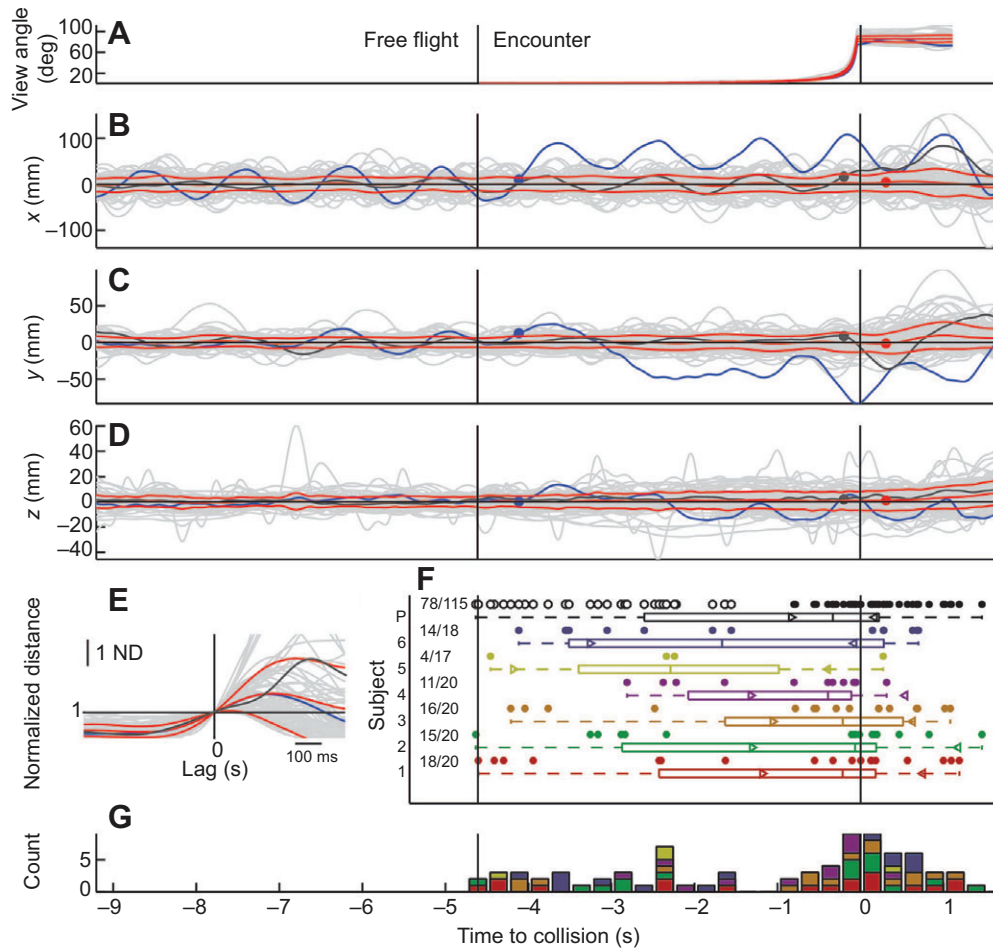 A
View angle
(deg)
100
60
20
Free flight
Encounter
B
x (mm)
100
0
–100
C
y (mm)
50
0
–50
D
z (mm)
60
40
20
0
–20
–40
E
Normalized distance
1 ND
1
0
Lag (s)
100 ms
F
Subject
P
78/115
6
14/18
5
4/17
4
11/20
3
16/20
2
15/20
1
18/20
G
Count
5
0
–9
–8
–7
–6
–5
–4
–3
–2
–1
0
1
Time to collision (s)